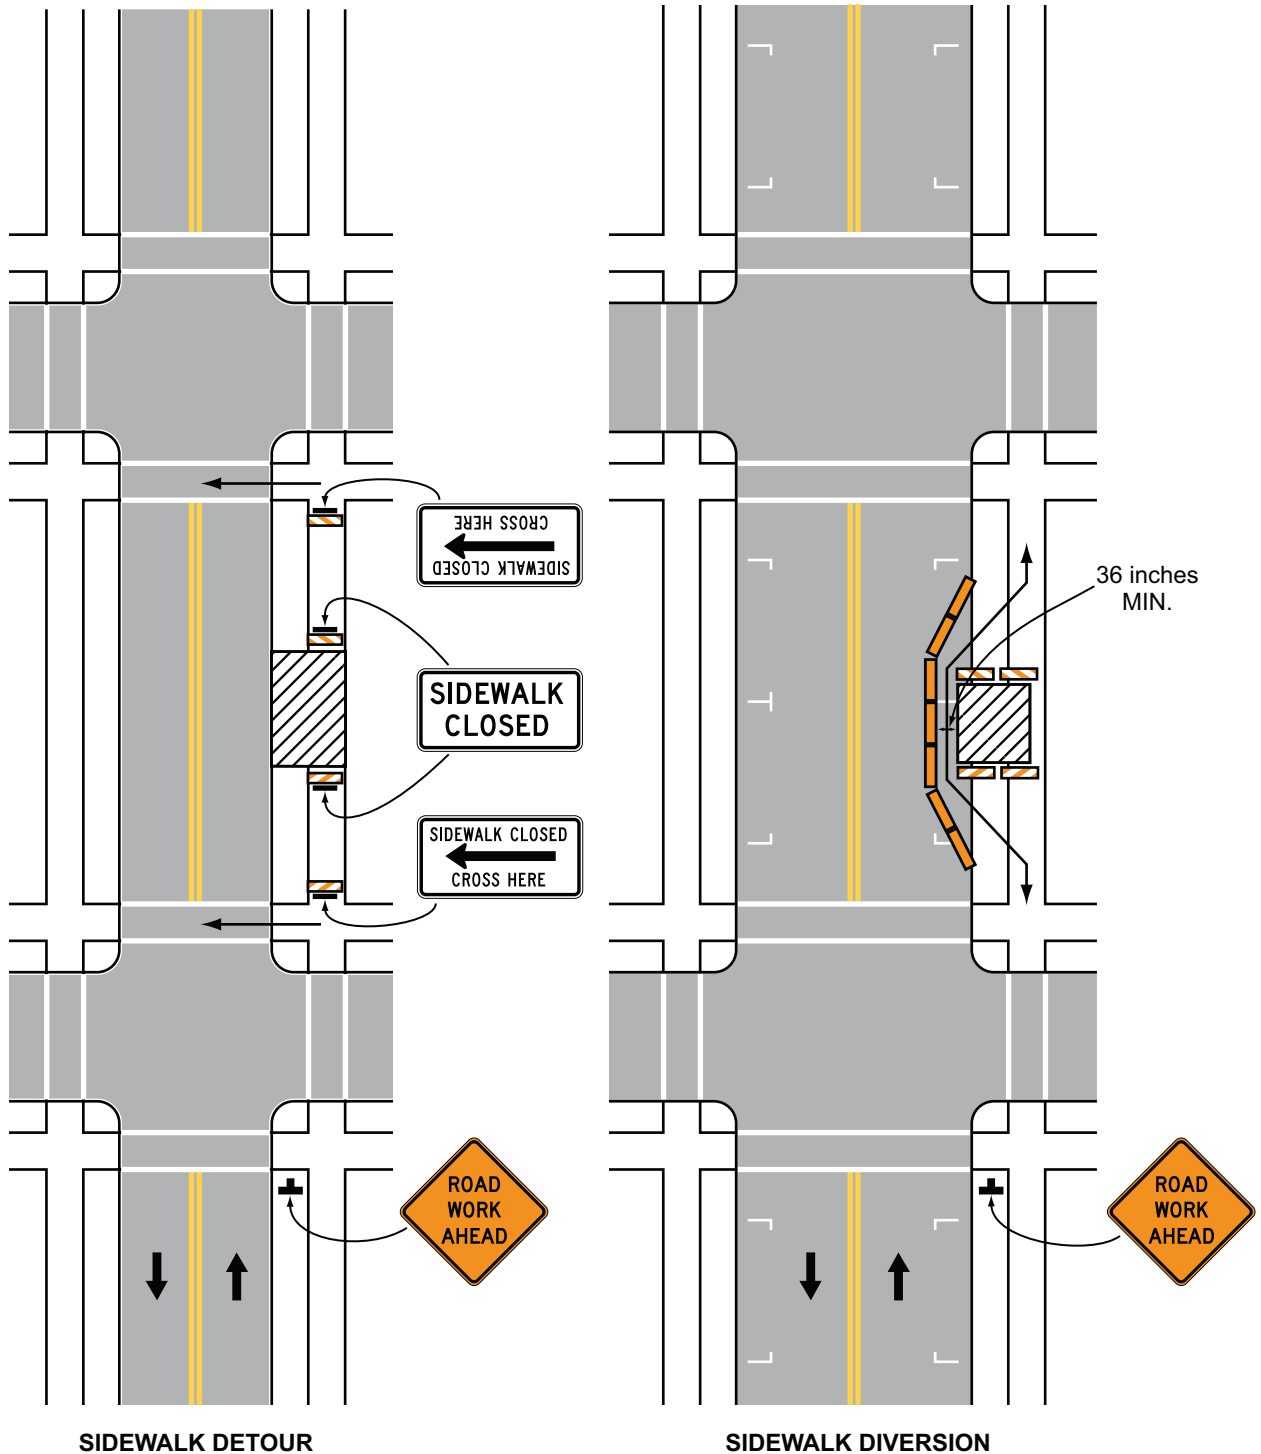 CROSS HERE
SIDEWALK CLOSED
SIDEWALK
CLOSED
SIDEWALK CLOSED
CROSS HERE
ROAD
WORK
AHEAD
SIDEWALK DETOUR
36 inches
MIN.
ROAD
WORK
AHEAD
SIDEWALK DIVERSION